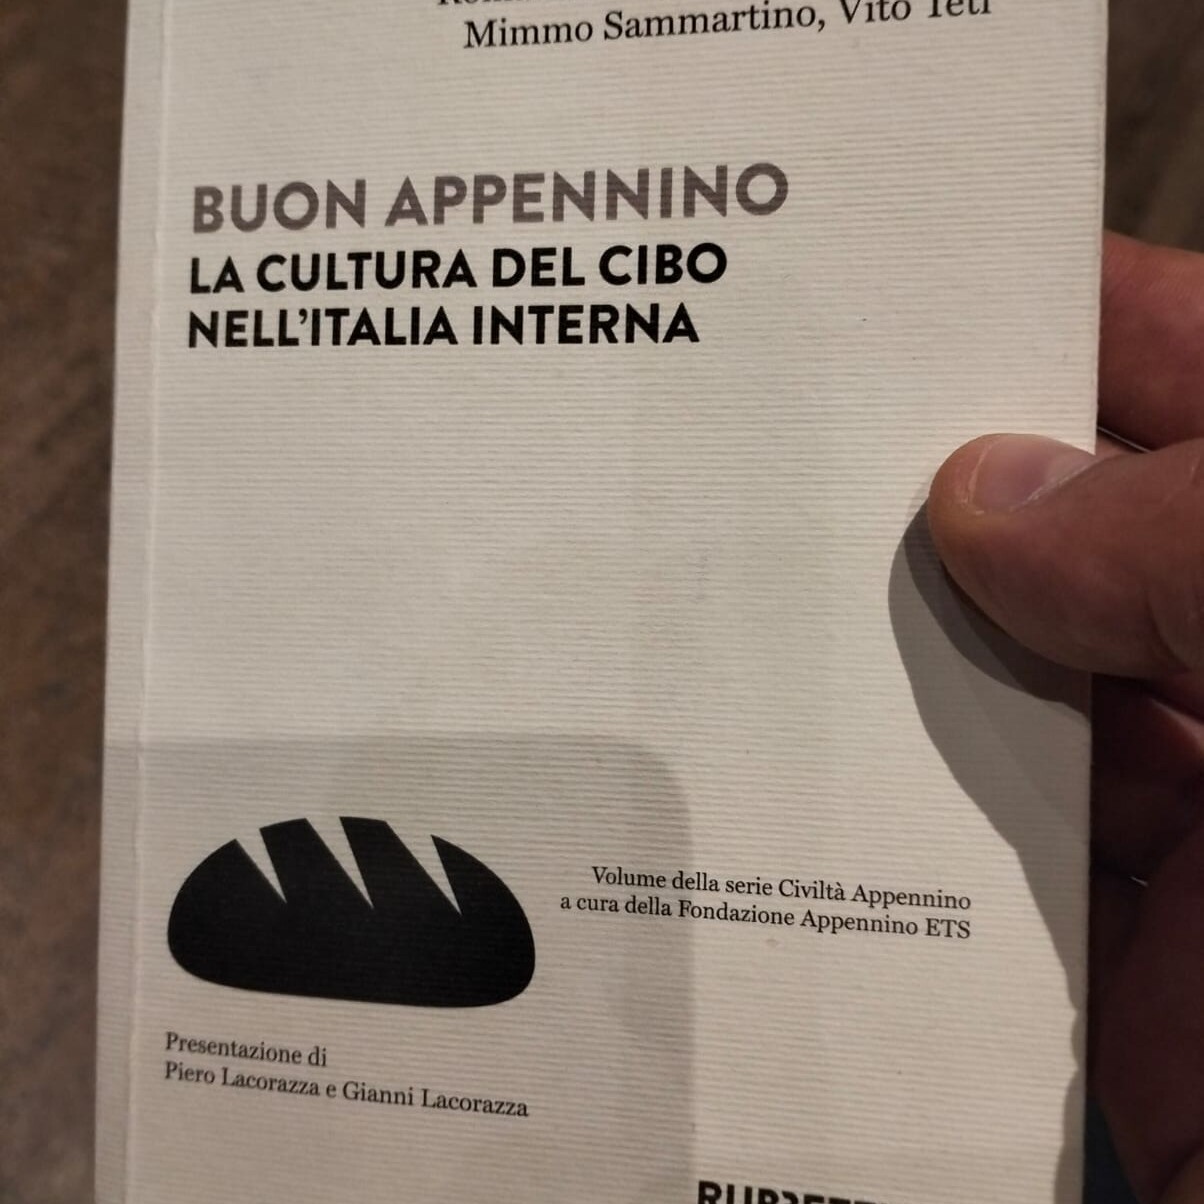 Mimmo Sammartino, Vito Teti
BUON APPENNINO
LA CULTURA DEL CIBO
NELL'ITALIA INTERNA
Volume della serie Civiltà Appennino
a cura della Fondazione Appennino ETS
Presentazione di
Piero Lacorazza e Gianni Lacorazza